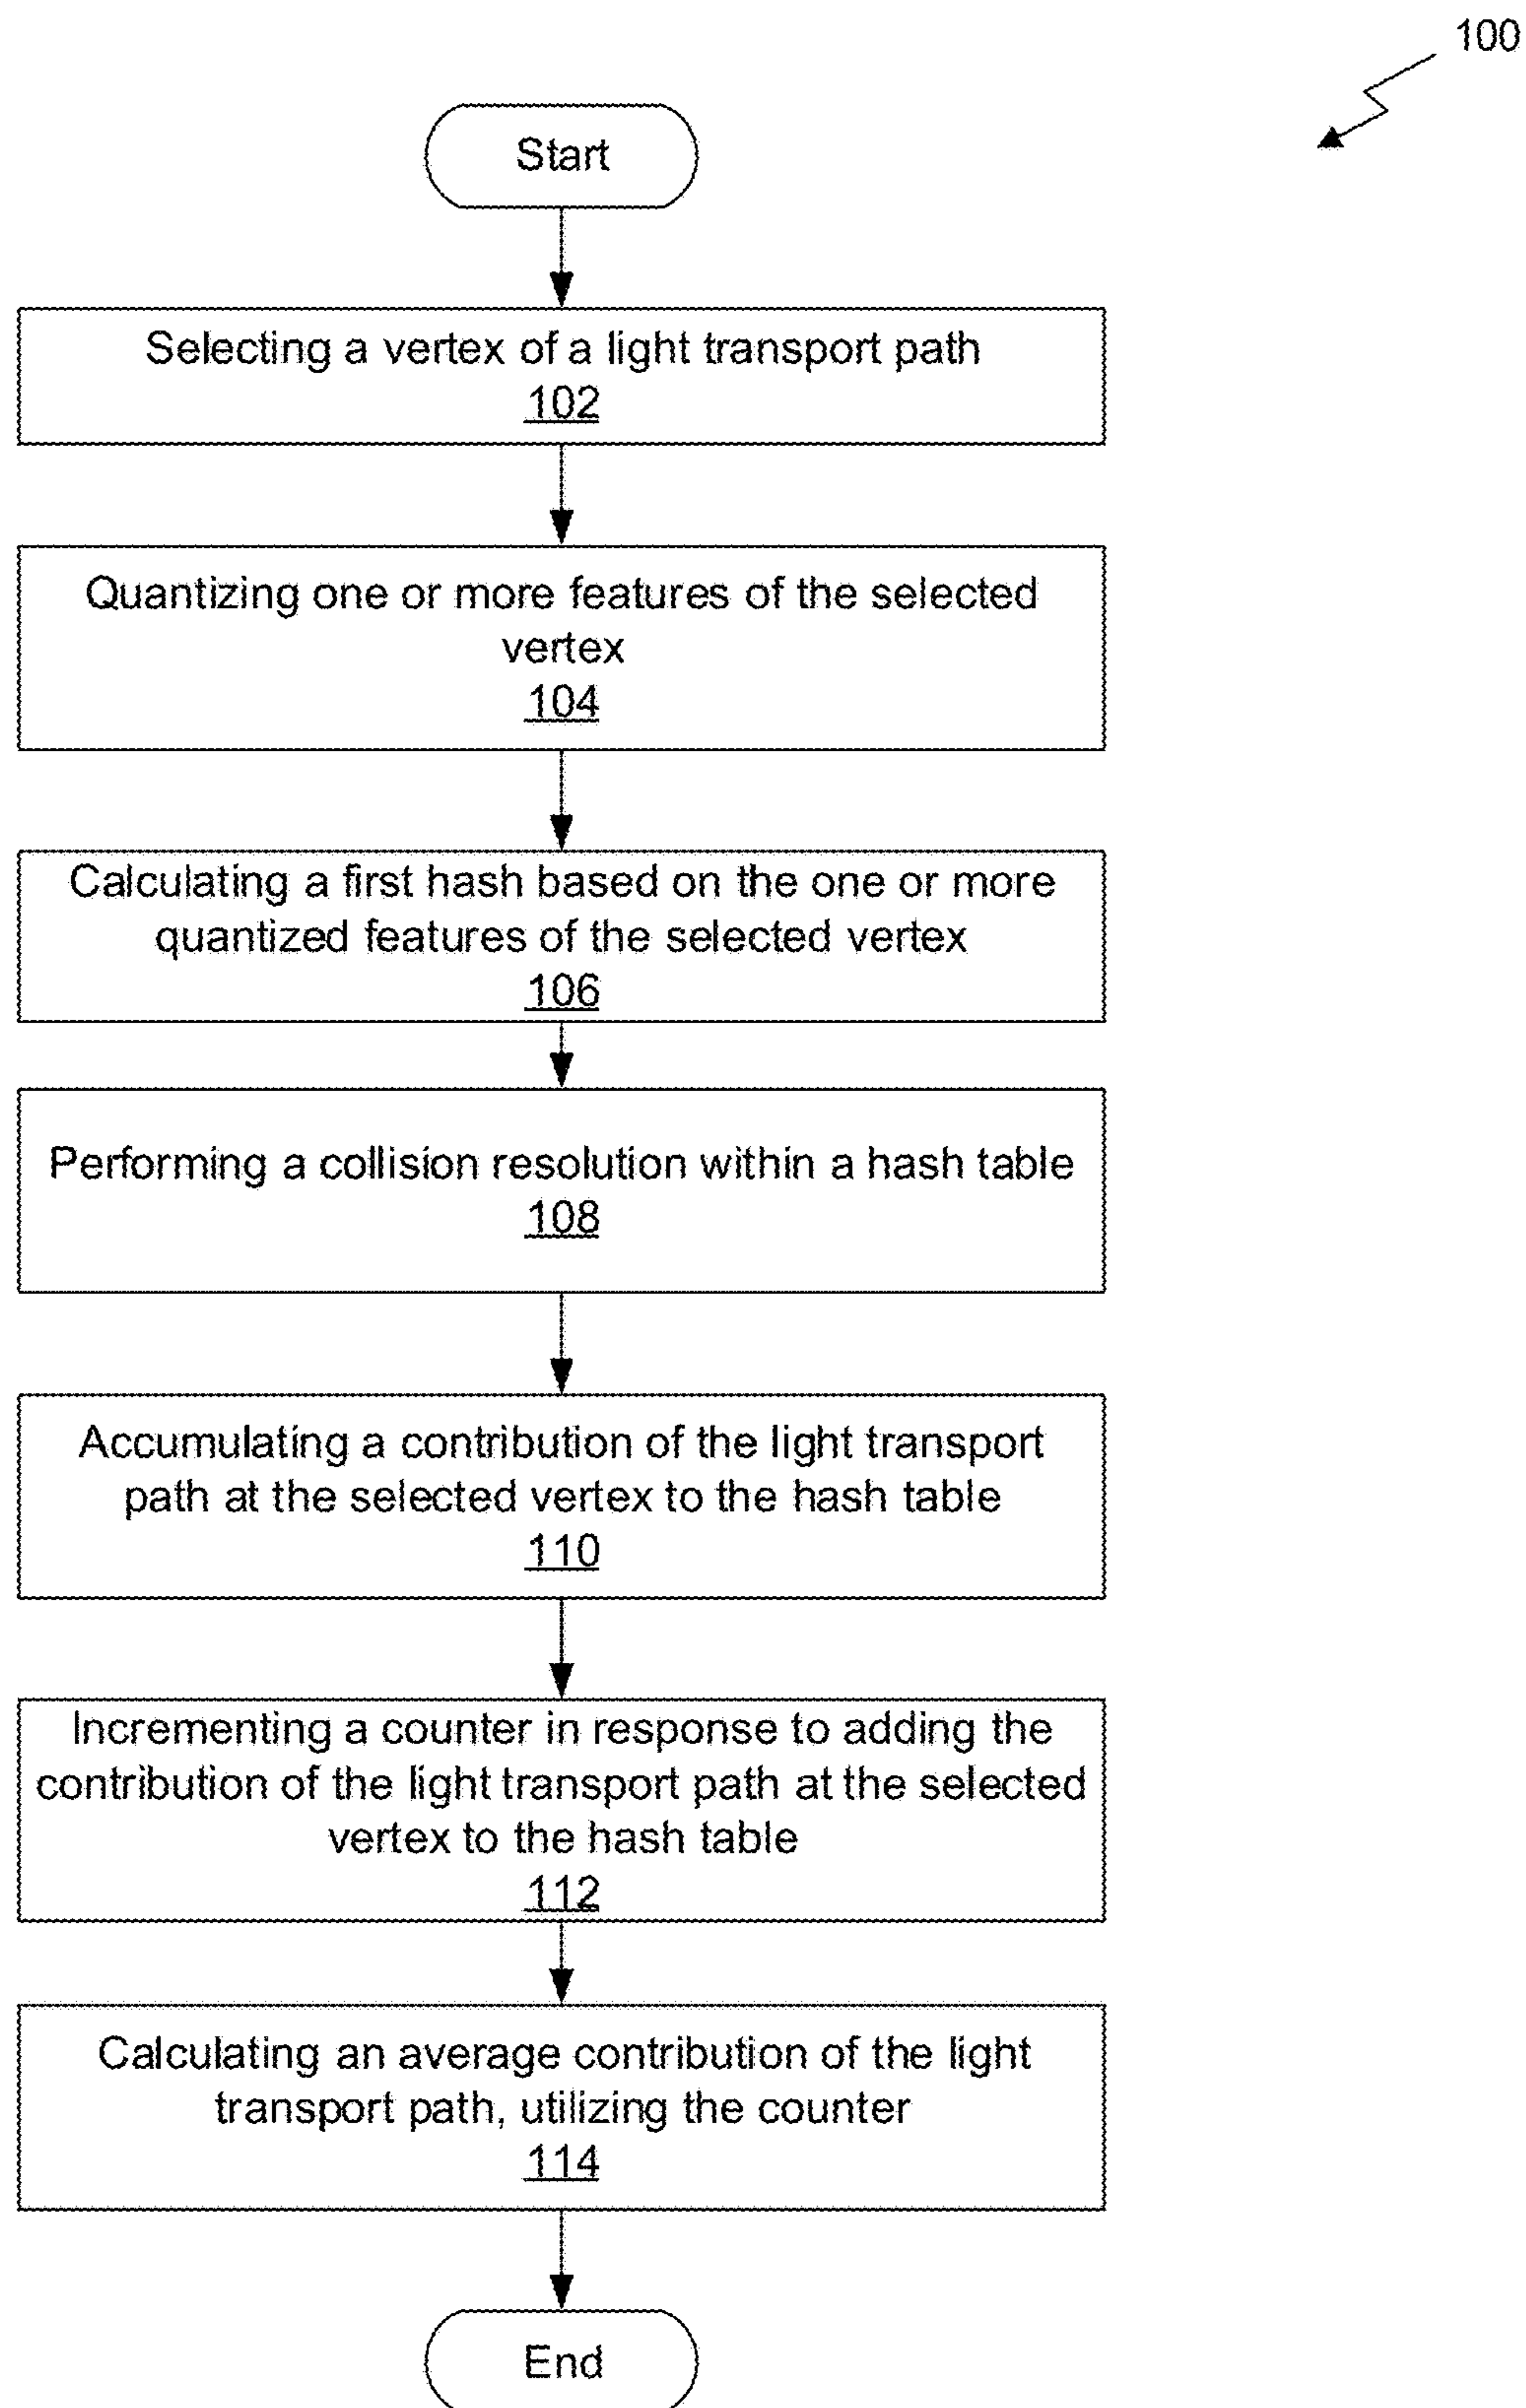 100
Start
Selecting a vertex of a light transport path
102
Quantizing one or more features of the selected
vertex
104
Calculating a first hash based on the one or more
quantized features of the selected vertex
106
Performing a collision resolution within a hash table
108
Accumulating a contribution of the light transport
path at the selected vertex to the hash table
110
Incrementing a counter in response to adding the
contribution of the light transport path at the selected
vertex to the hash table
112
Calculating an average contribution of the light
transport path, utilizing the counter
114
End